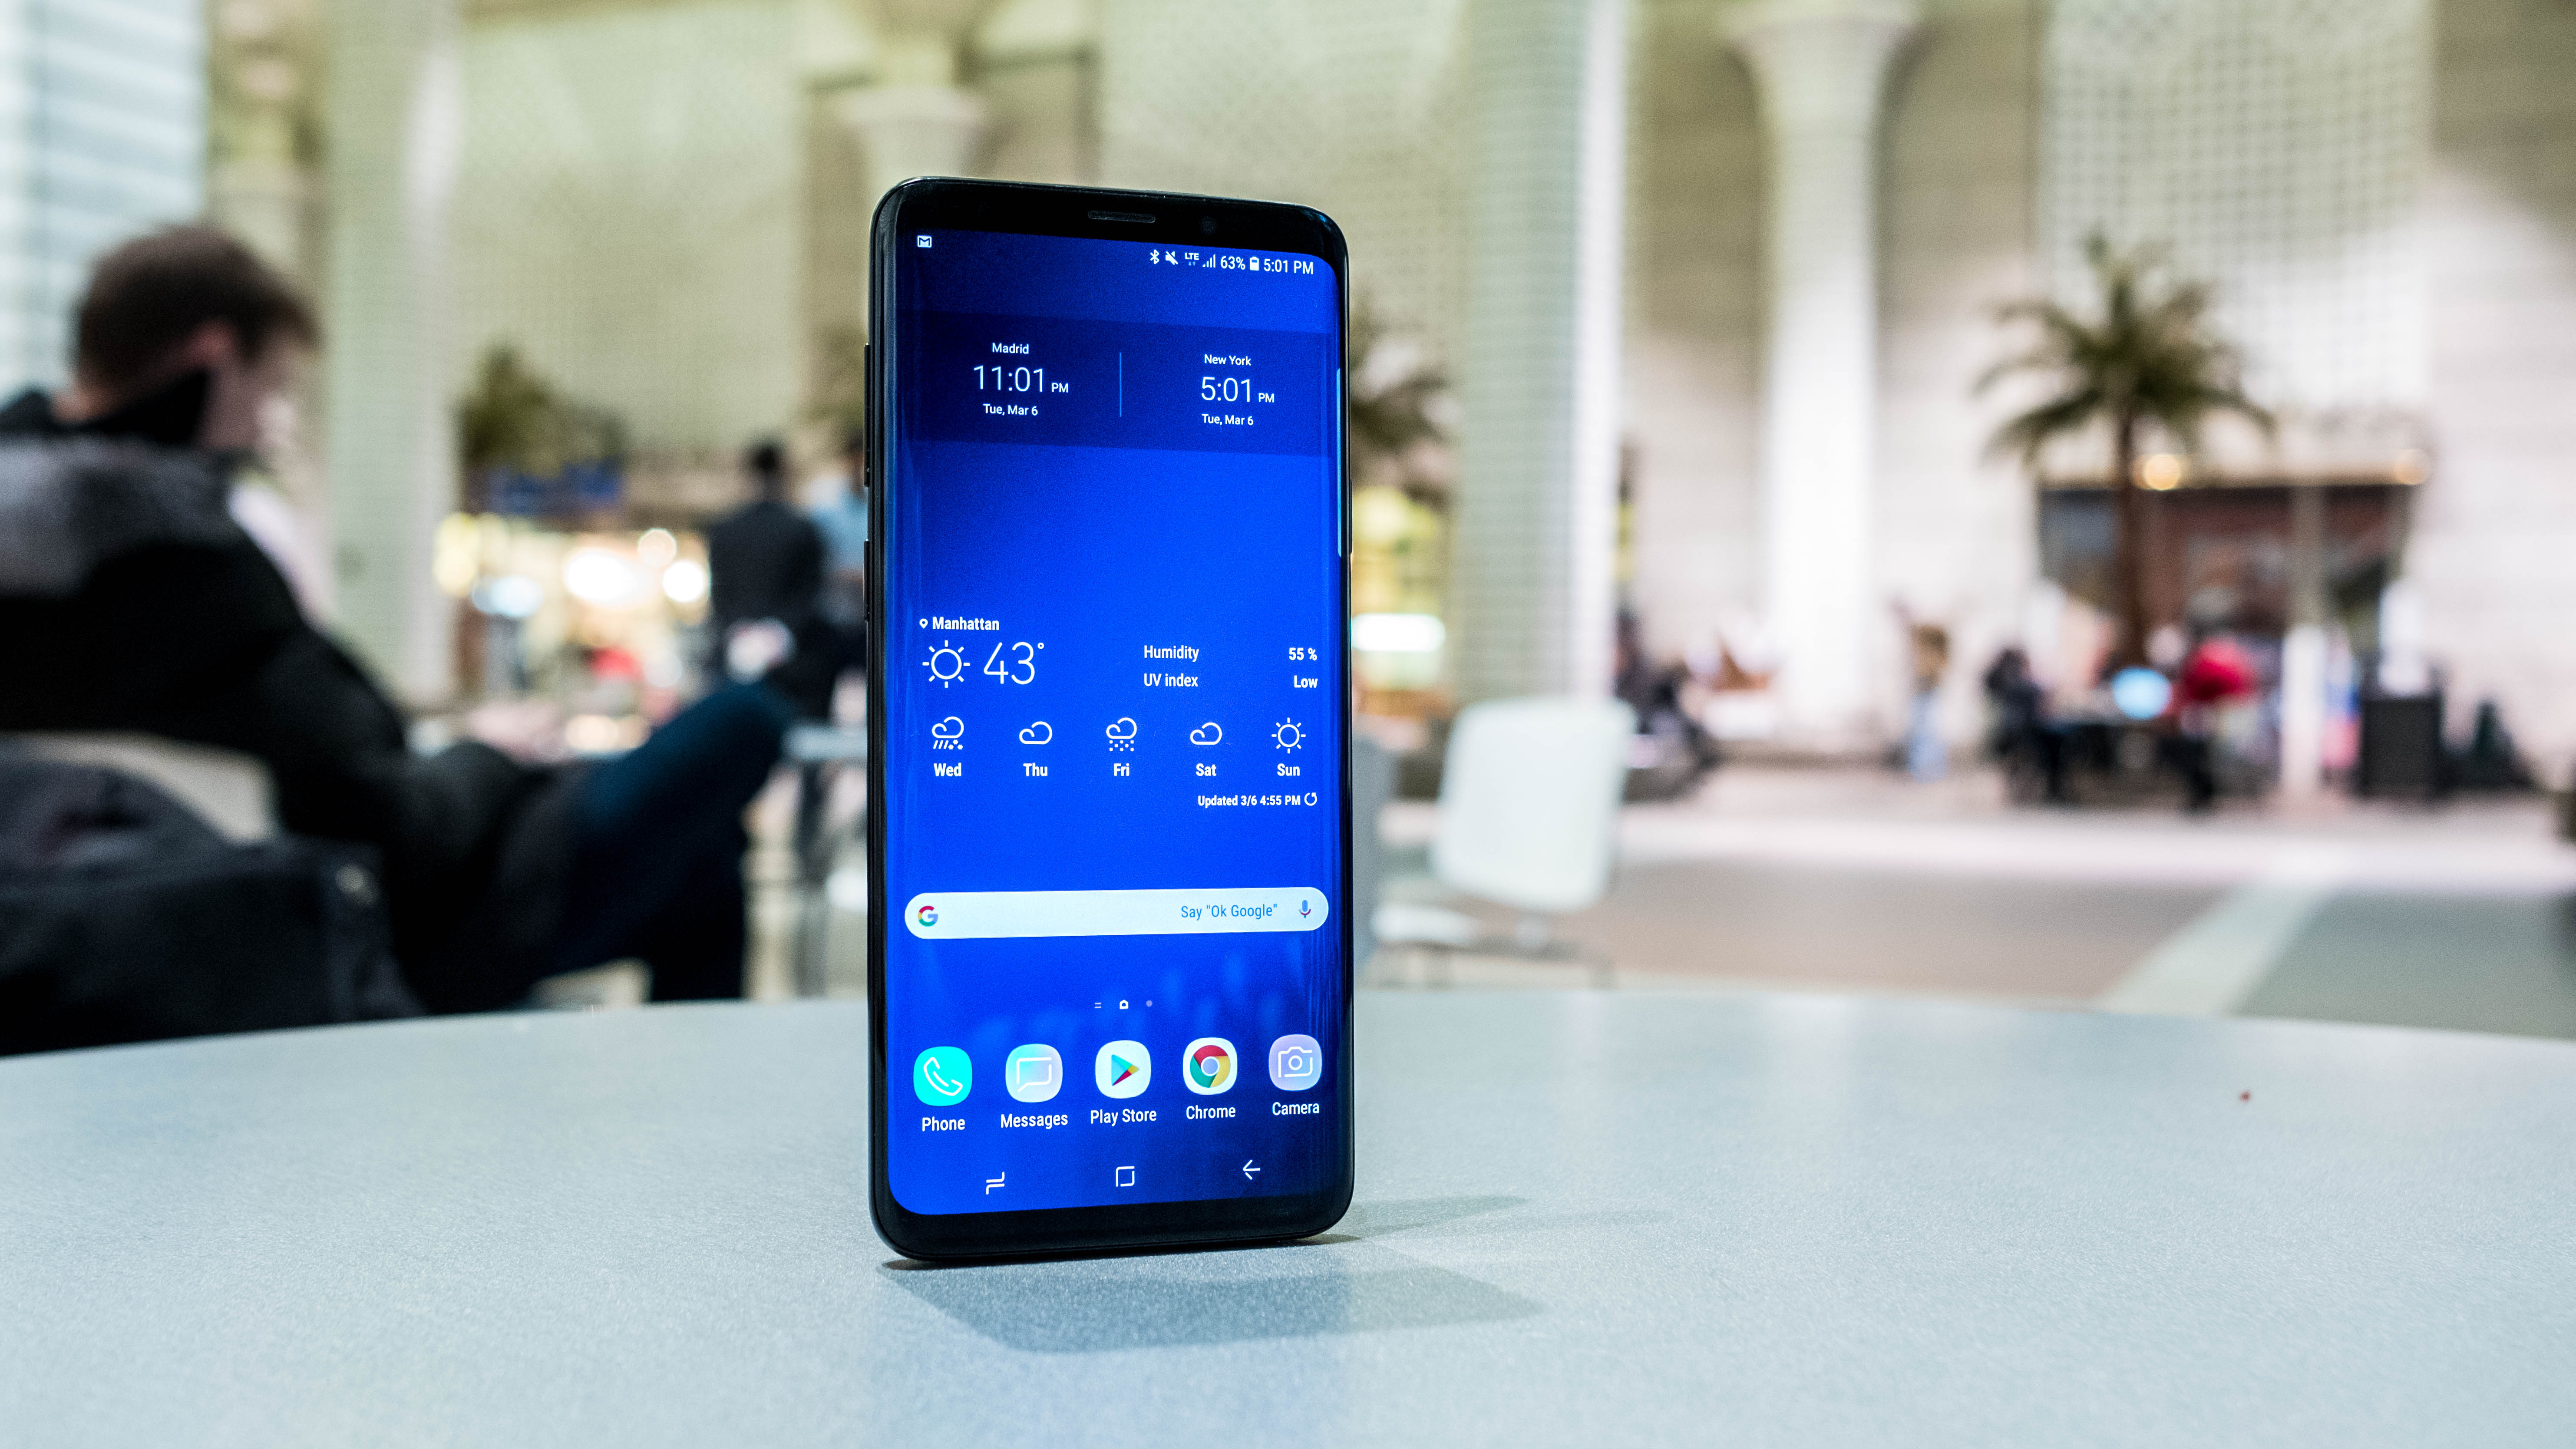 LTE 63% 5:01 PM
Madrid
11:01 PM
Tue, Mar 6
New York
5:01 PM
Tue, Mar 6
Manhattan
43°
Humidity 55 %
UV index Low
Wed Thu Fri Sat Sun
Updated 3/6 4:55 PM
Say "Ok Google"
Phone Messages Play Store Chrome Camera